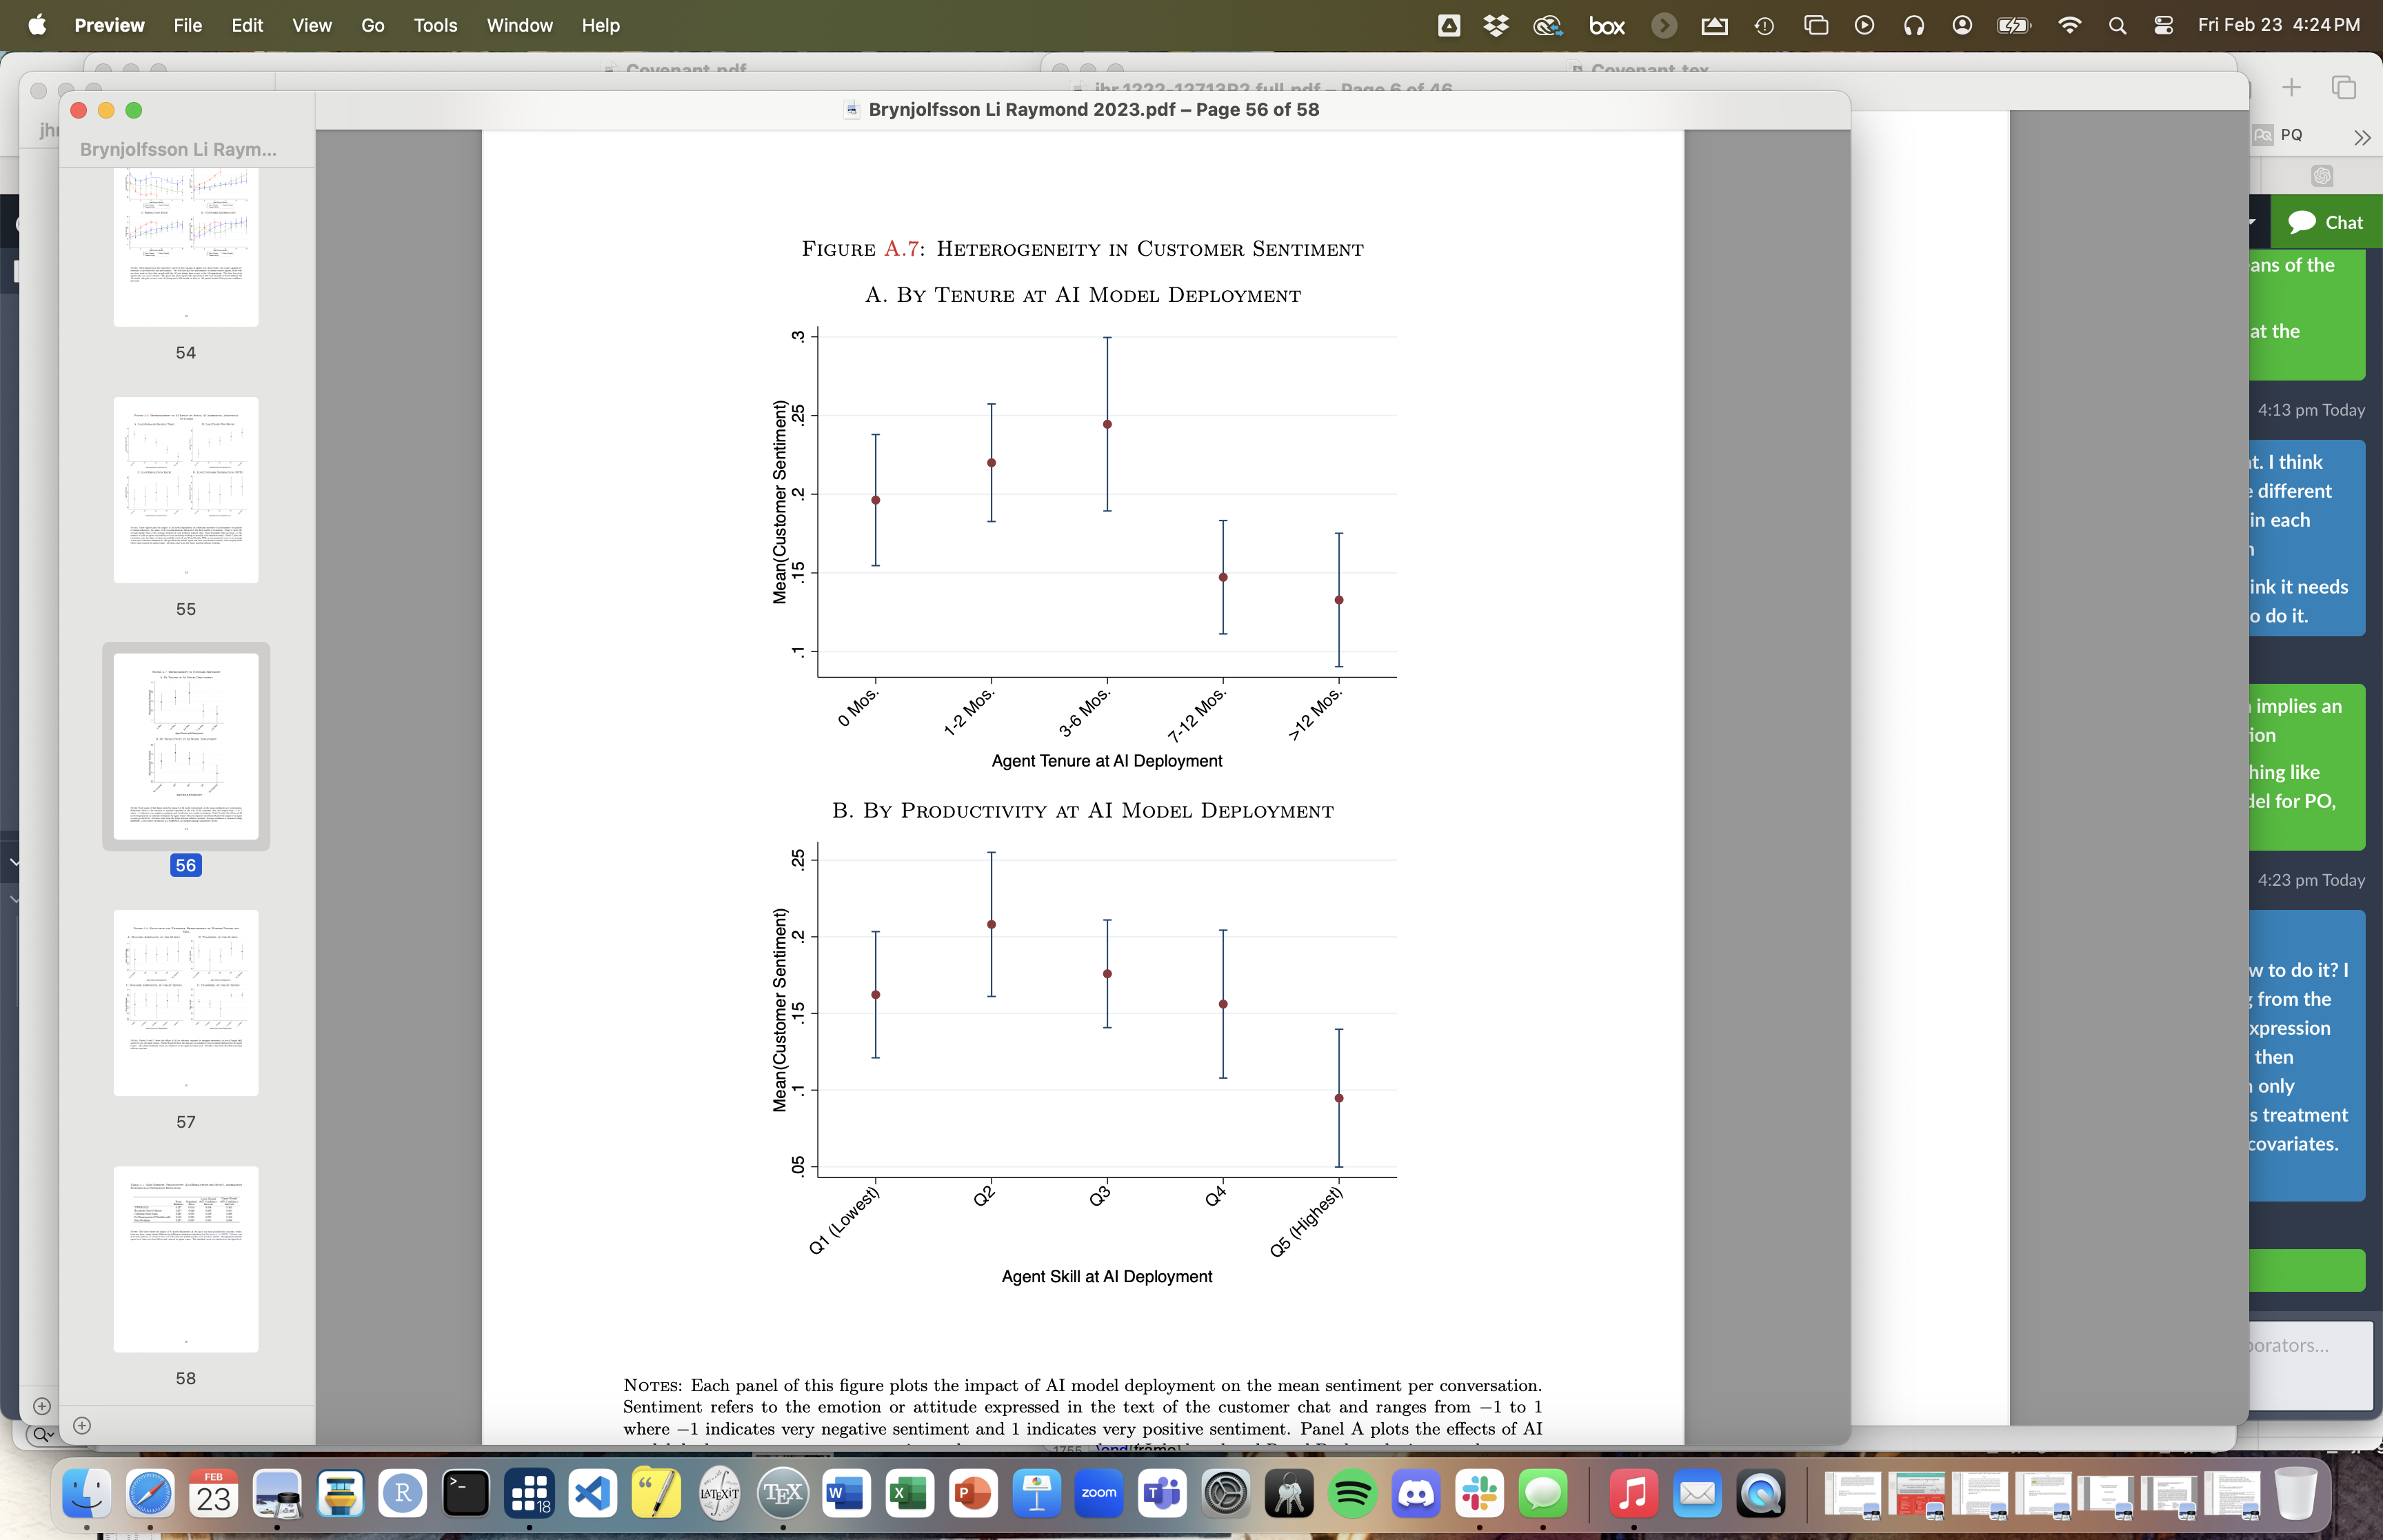 Preview File Edit View Go Tools Window Help
box
Fri Feb 23 4:24 PM
Covenant.pdf
Covenant.tex
jhr.1222-12713R2.full.pdf – Page 6 of 46
Brynjolfsson Li Raymond 2023.pdf – Page 56 of 58
Brynjolfsson Li Raym...
PQ
54
55
56
57
58
FIGURE A.7: HETEROGENEITY IN CUSTOMER SENTIMENT
A. BY TENURE AT AI MODEL DEPLOYMENT
Mean(Customer Sentiment)
.3
.25
.2
.15
.1
0 Mos.
1-2 Mos.
3-6 Mos.
7-12 Mos.
>12 Mos.
Agent Tenure at AI Deployment
B. BY PRODUCTIVITY AT AI MODEL DEPLOYMENT
Mean(Customer Sentiment)
.25
.2
.15
.1
.05
Q1 (Lowest)
Q2
Q3
Q4
Q5 (Highest)
Agent Skill at AI Deployment
NOTES: Each panel of this figure plots the impact of AI model deployment on the mean sentiment per conversation.
Sentiment refers to the emotion or attitude expressed in the text of the customer chat and ranges from −1 to 1
where −1 indicates very negative sentiment and 1 indicates very positive sentiment. Panel A plots the effects of AI
Chat
ans of the
at the
4:13 pm Today
t. I think
different
in each
ink it needs
o do it.
implies an
ion
hing like
del for PO,
4:23 pm Today
w to do it? I
from the
xpression
then
only
s treatment
covariates.
porators...
1755 \end{frame}
FEB
23
R
18
LATEXiT
TEX
W
X
P
zoom
T